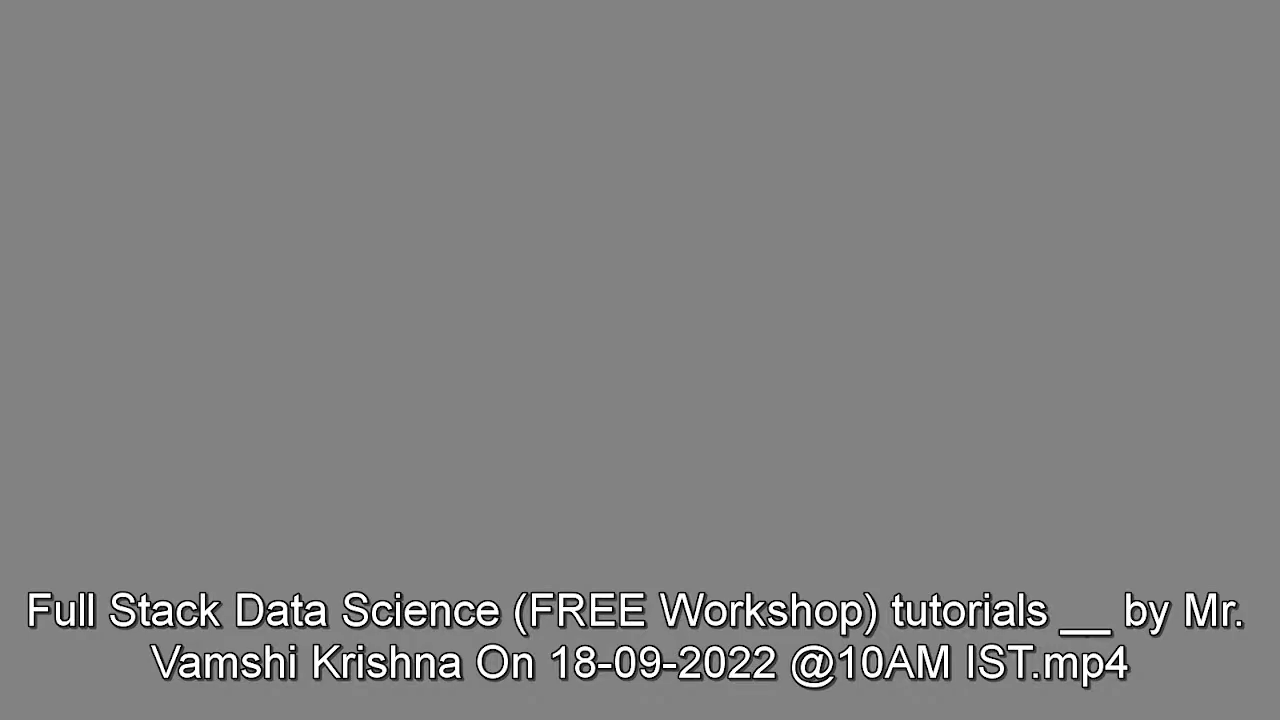 Full Stack Data Science (FREE Workshop) tutorials __ by Mr.
Vamshi Krishna On 18-09-2022 @10AM IST.mp4